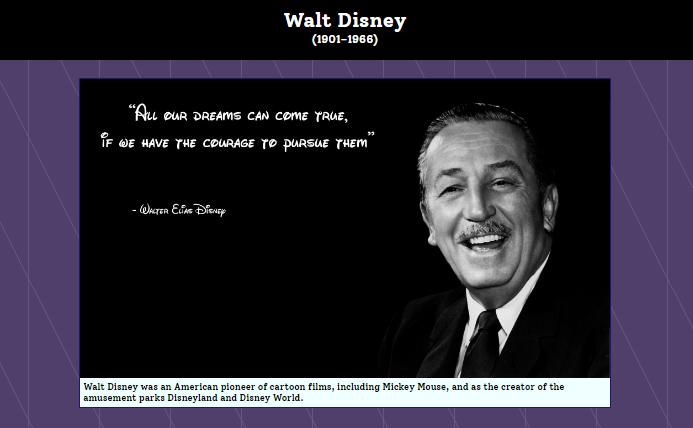 Walt Disney
(1901–1966)
“All our dreams can come true,
if we have the courage to pursue them”
- Walter Elias Disney
Walt Disney was an American pioneer of cartoon films, including Mickey Mouse, and as the creator of the
amusement parks Disneyland and Disney World.